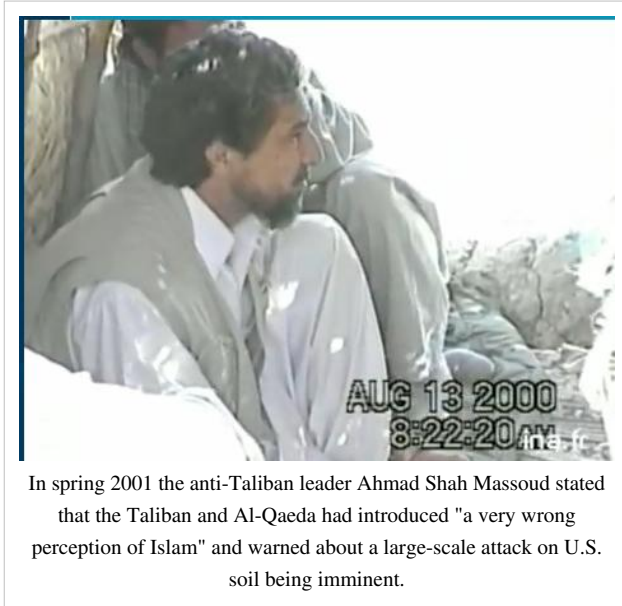 AUG 13 2000
8:22:20 AM
ina.fr
In spring 2001 the anti-Taliban leader Ahmad Shah Massoud stated
that the Taliban and Al-Qaeda had introduced "a very wrong
perception of Islam" and warned about a large-scale attack on U.S.
soil being imminent.